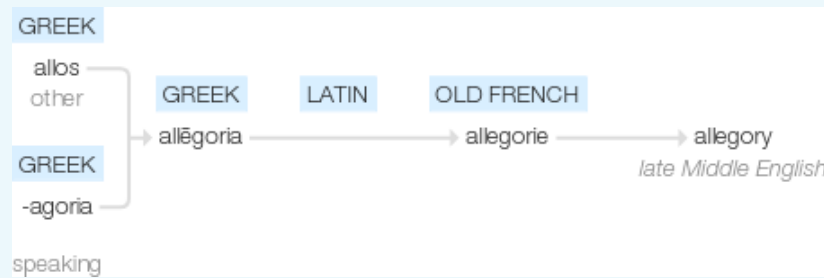 GREEK
allos
other
GREEK
-agoria
speaking
GREEK LATIN OLD FRENCH
allēgoria allegorie allegory
late Middle English